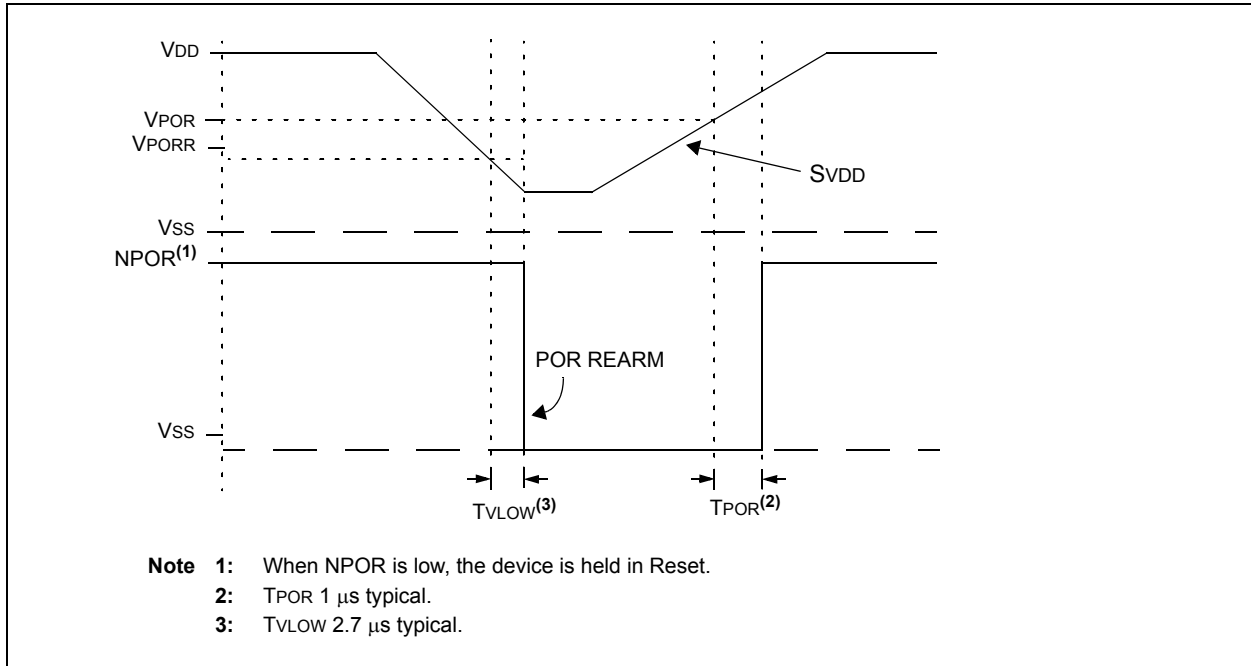 VDD
VPOR
VPORR
SVDD
VSS
NPOR(1)
POR REARM
VSS
TVLOW(3)
TPOR(2)
Note 1: When NPOR is low, the device is held in Reset.
2: TPOR 1 μs typical.
3: TVLOW 2.7 μs typical.